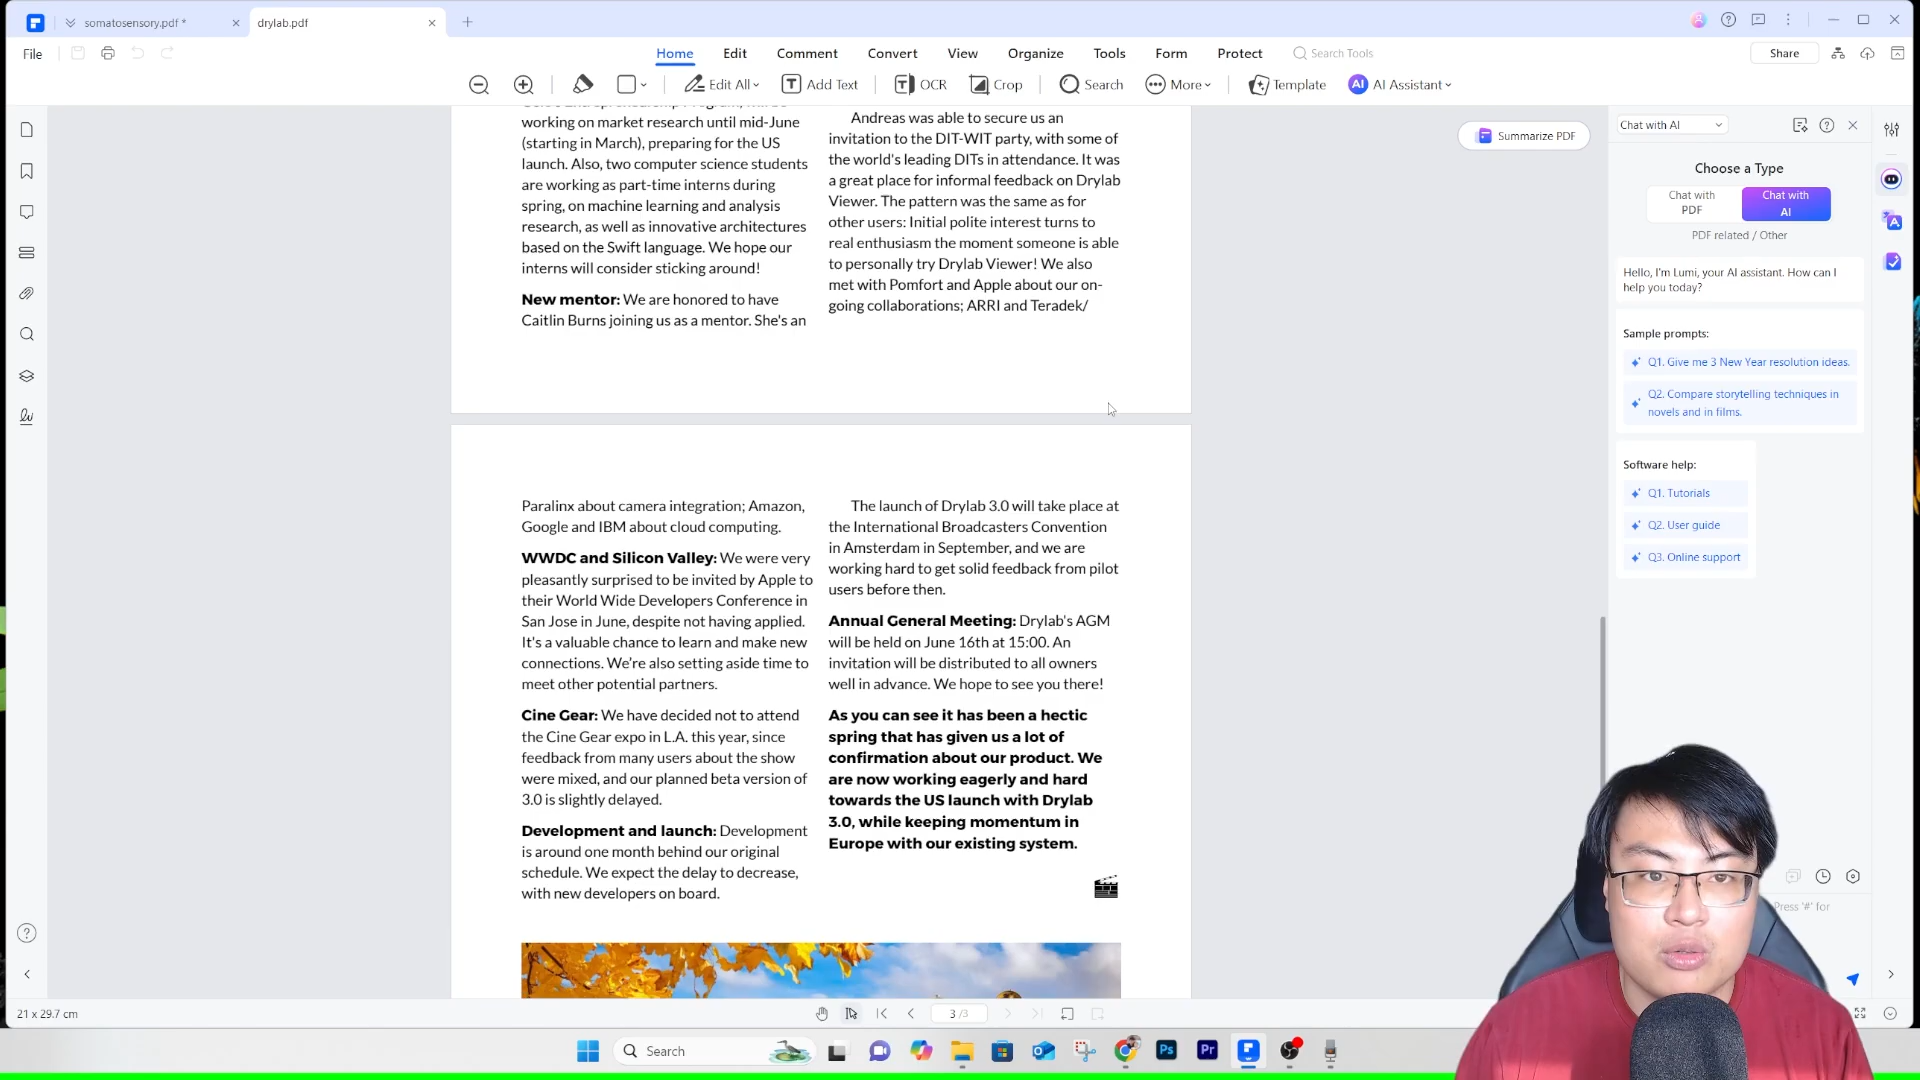 somatosensory.pdf *
drylab.pdf
File
Home
Edit
Comment
Convert
View
Organize
Tools
Form
Protect
Search Tools
Share
Edit All
Add Text
OCR
Crop
Search
More
Template
AI Assistant
working on market research until mid-June
(starting in March), preparing for the US
launch. Also, two computer science students
are working as part-time interns during
spring, on machine learning and analysis
research, as well as innovative architectures
based on the Swift language. We hope our
interns will consider sticking around!
New mentor: We are honored to have
Caitlin Burns joining us as a mentor. She's an
Andreas was able to secure us an
invitation to the DIT-WIT party, with some of
the world's leading DITs in attendance. It was
a great place for informal feedback on Drylab
Viewer. The pattern was the same as for
other users: Initial polite interest turns to
real enthusiasm the moment someone is able
to personally try Drylab Viewer! We also
met with Pomfort and Apple about our on-
going collaborations; ARRI and Teradek/
Paralinx about camera integration; Amazon,
Google and IBM about cloud computing.
WWDC and Silicon Valley: We were very
pleasantly surprised to be invited by Apple to
their World Wide Developers Conference in
San Jose in June, despite not having applied.
It's a valuable chance to learn and make new
connections. We're also setting aside time to
meet other potential partners.
Cine Gear: We have decided not to attend
the Cine Gear expo in L.A. this year, since
feedback from many users about the show
were mixed, and our planned beta version of
3.0 is slightly delayed.
Development and launch: Development
is around one month behind our original
schedule. We expect the delay to decrease,
with new developers on board.
The launch of Drylab 3.0 will take place at
the International Broadcasters Convention
in Amsterdam in September, and we are
working hard to get solid feedback from pilot
users before then.
Annual General Meeting: Drylab's AGM
will be held on June 16th at 15:00. An
invitation will be distributed to all owners
well in advance. We hope to see you there!
As you can see it has been a hectic
spring that has given us a lot of
confirmation about our product. We
are now working eagerly and hard
towards the US launch with Drylab
3.0, while keeping momentum in
Europe with our existing system.
Summarize PDF
Chat with AI
Choose a Type
Chat with
PDF
Chat with
AI
PDF related / Other
Hello, I'm Lumi, your AI assistant. How can I
help you today?
Sample prompts:
Q1. Give me 3 New Year resolution ideas.
Q2. Compare storytelling techniques in
novels and in films.
Software help:
Q1. Tutorials
Q2. User guide
Q3. Online support
Press '#' for
21 x 29.7 cm
3 /3
Search
Ps
Pr